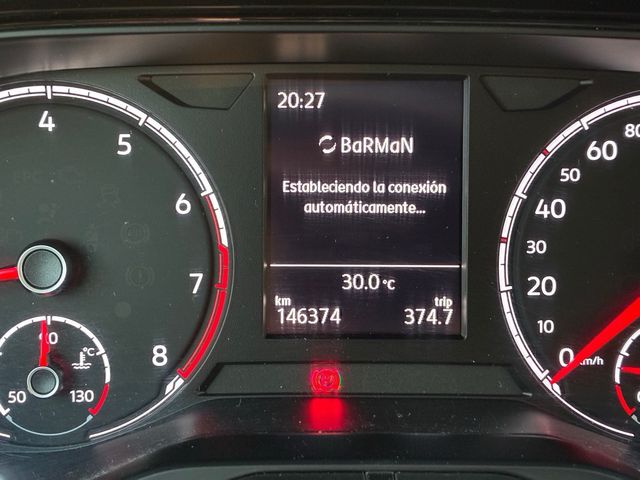 20:27
BaRMaN
Estableciendo la conexión
automáticamente...
30.0 °C
km trip
146374 374.7
4 5 6 7 8
50 90 130 °C
0 10 20 30 40 50 60 80
km/h